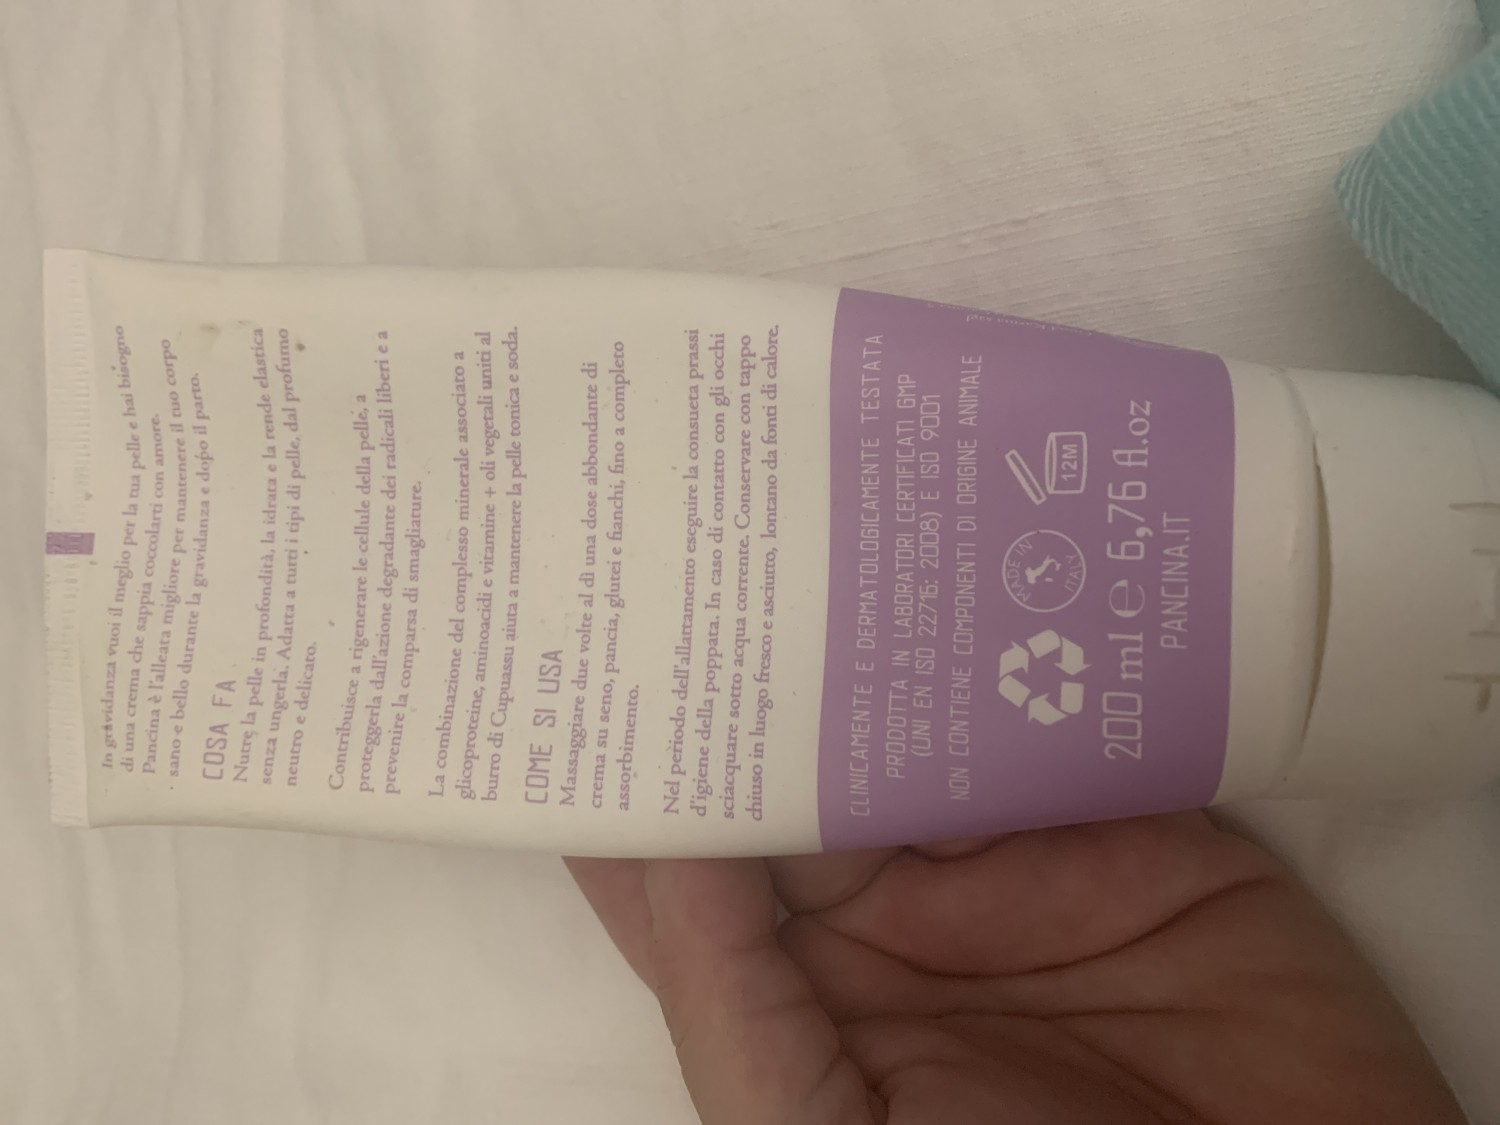 In gravidanza vuoi il meglio per la tua pelle e hai bisogno
di una crema che sappia coccolarti con amore.
Pancina è l'alleata migliore per mantenere il tuo corpo
sano e bello durante la gravidanza e dopo il parto.
COSA FA
Nutre la pelle in profondità, la idrata e la rende elastica
senza ungerla. Adatta a tutti i tipi di pelle, dal profumo
neutro e delicato.
Contribuisce a rigenerare le cellule della pelle, a
proteggerla dall'azione degradante dei radicali liberi e a
prevenire la comparsa di smagliature.
La combinazione del complesso minerale associato a
glicoproteine, aminoacidi e vitamine + oli vegetali uniti al
burro di Cupuassu aiuta a mantenere la pelle tonica e soda.
COME SI USA
Massaggiare due volte al dì una dose abbondante di
crema su seno, pancia, glutei e fianchi, fino a completo
assorbimento.
Nel periodo dell'allattamento eseguire la consueta prassi
d'igiene della poppata. In caso di contatto con gli occhi
sciacquare sotto acqua corrente. Conservare con tappo
chiuso in luogo fresco e asciutto, lontano da fonti di calore.
CLINICAMENTE E DERMATOLOGICAMENTE TESTATA
PRODOTTA IN LABORATORI CERTIFICATI GMP
(UNI EN ISO 22716: 2008) E ISO 9001
NON CONTIENE COMPONENTI DI ORIGINE ANIMALE
MADE IN
ITALY
12M
200 ml e 6,76 fl.oz
PANCINA.IT